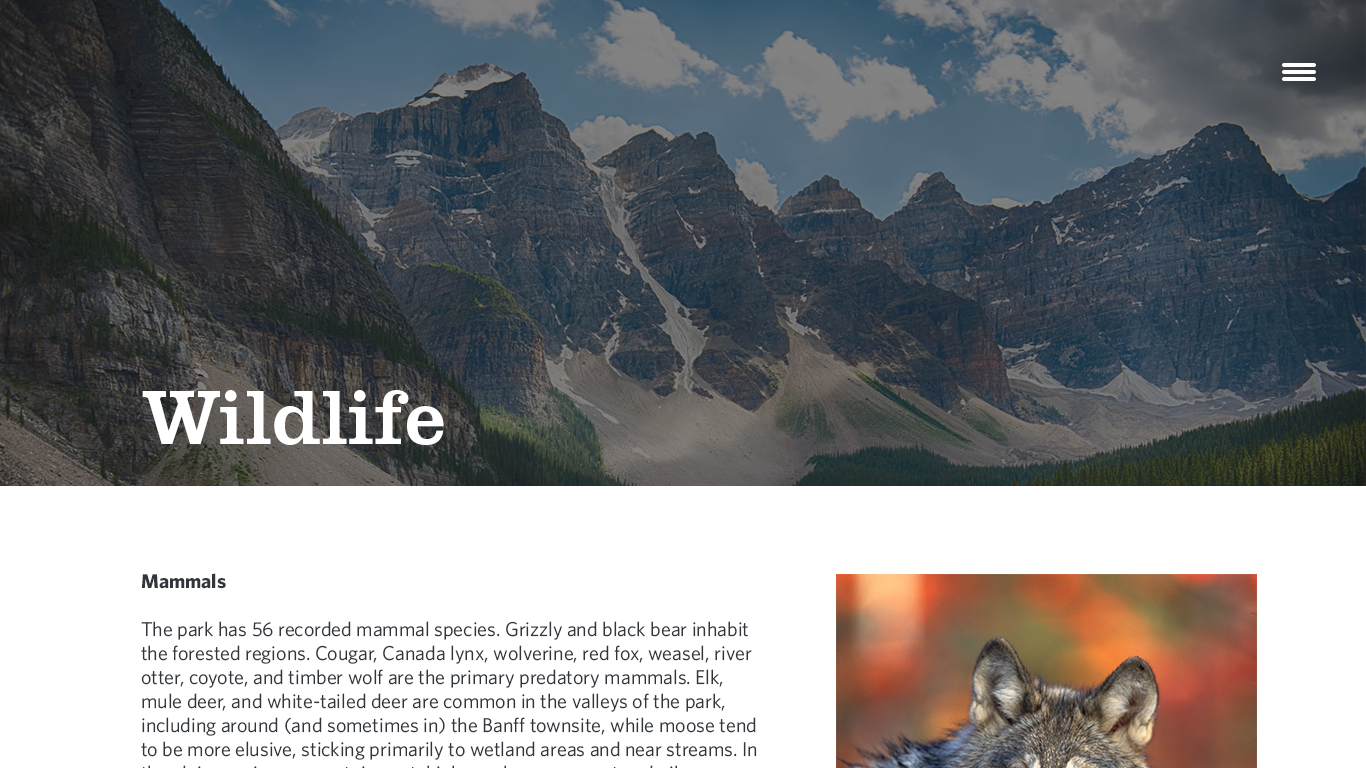 Wildlife
Mammals
The park has 56 recorded mammal species. Grizzly and black bear inhabit
the forested regions. Cougar, Canada lynx, wolverine, red fox, weasel, river
otter, coyote, and timber wolf are the primary predatory mammals. Elk,
mule deer, and white-tailed deer are common in the valleys of the park,
including around (and sometimes in) the Banff townsite, while moose tend
to be more elusive, sticking primarily to wetland areas and near streams. In